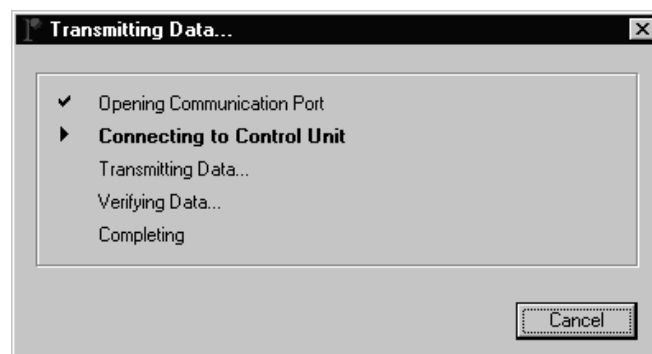 Transmitting Data...
Opening Communication Port
Connecting to Control Unit
Transmitting Data...
Verifying Data...
Completing
Cancel